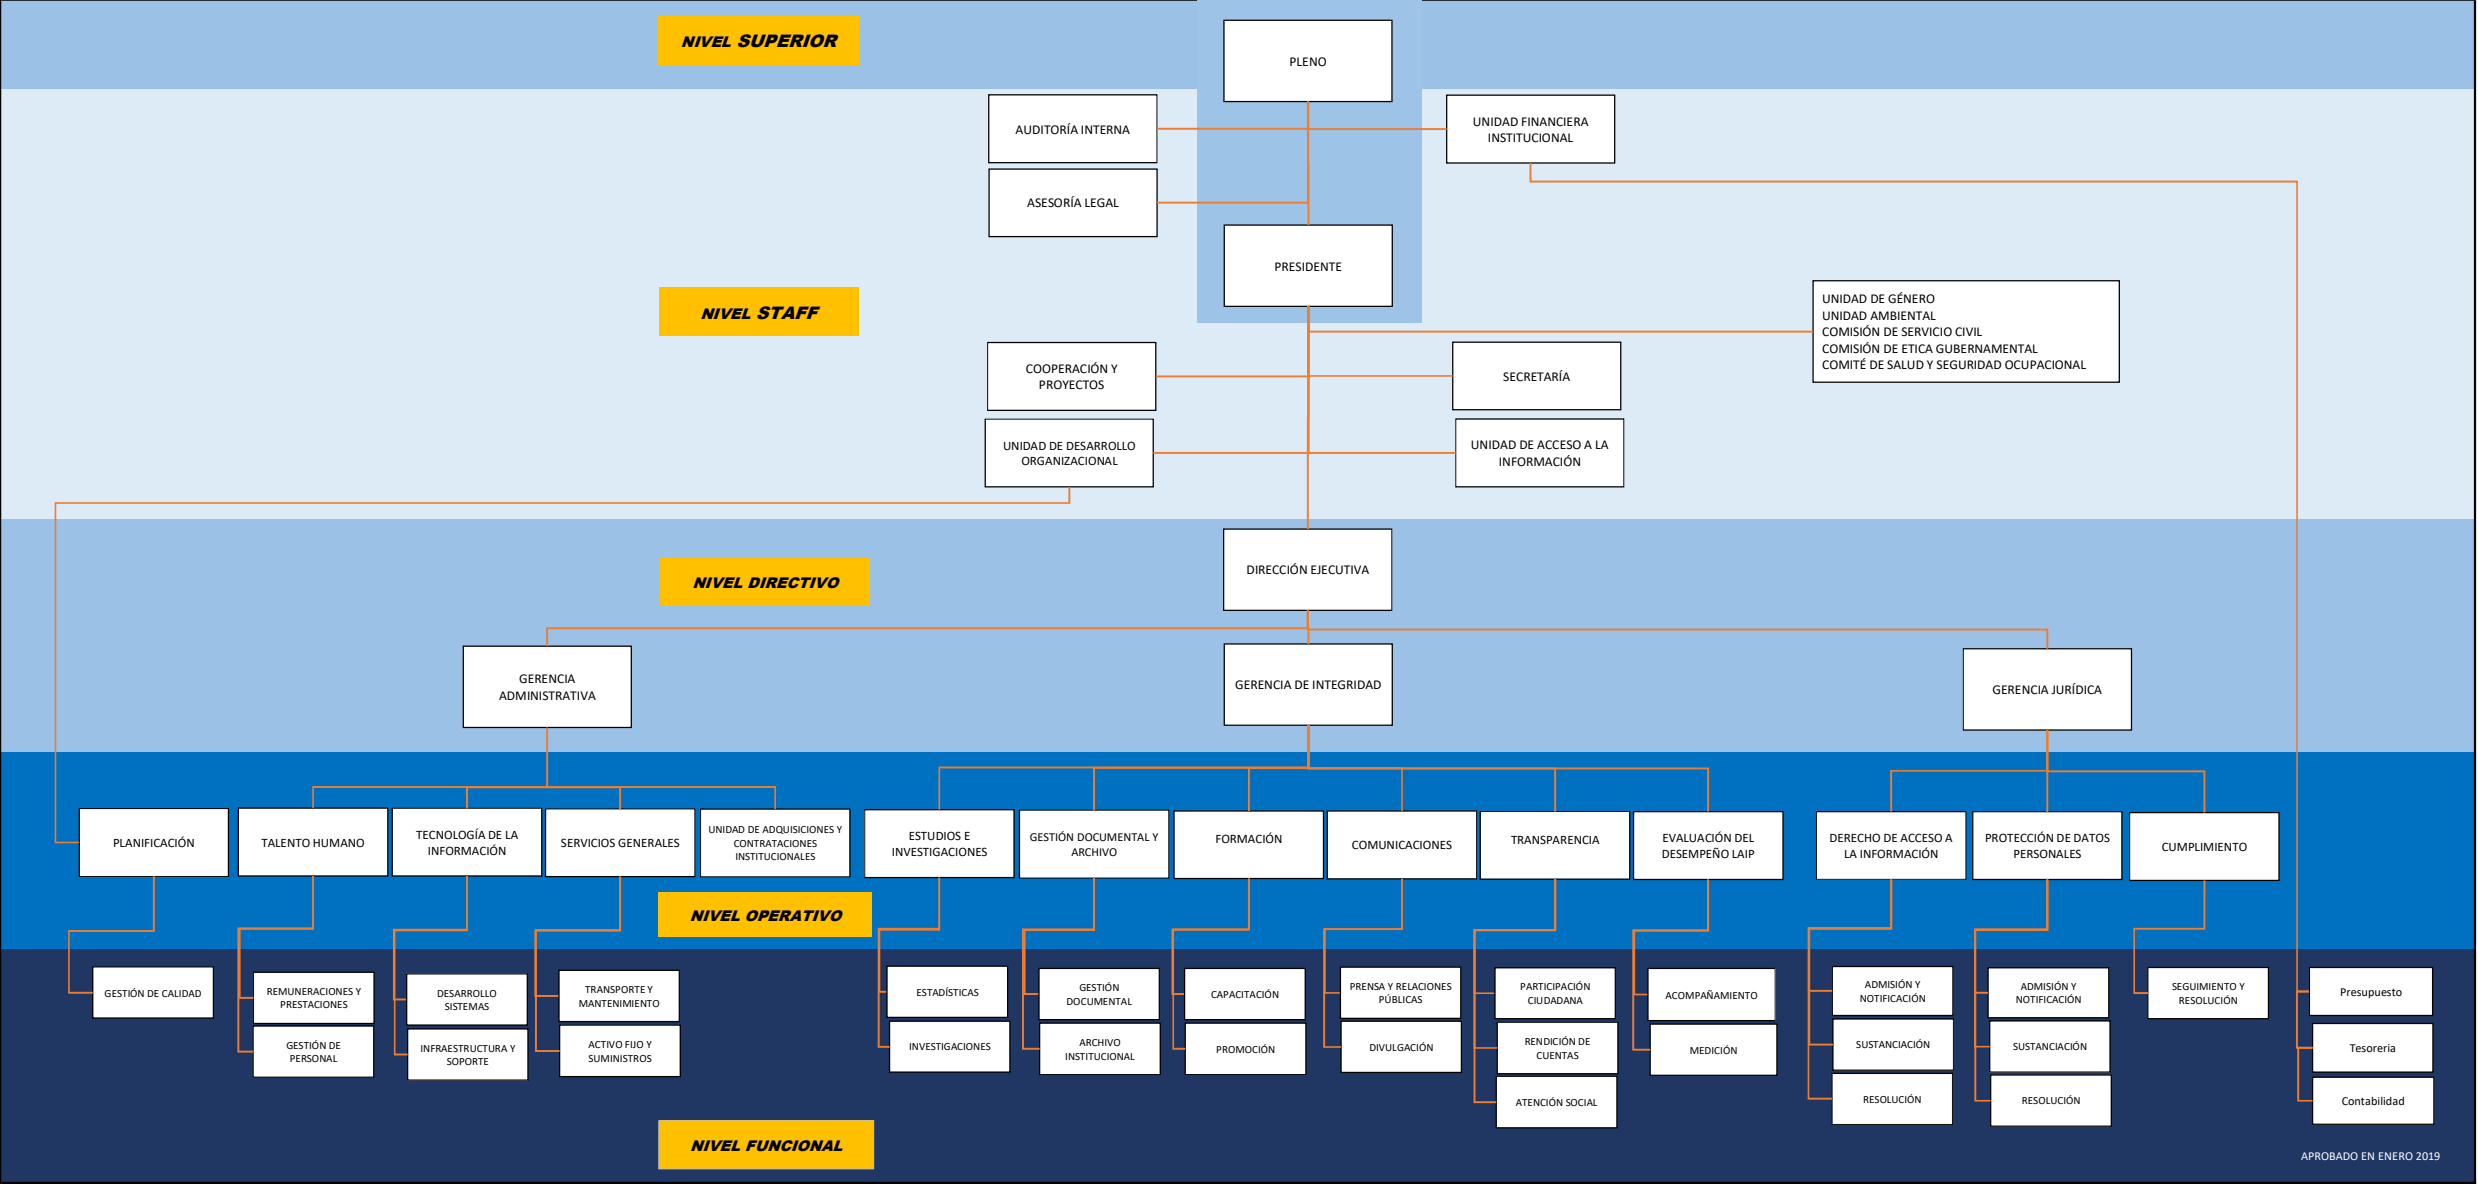 NIVEL SUPERIOR
PLENO
AUDITORÍA INTERNA
UNIDAD FINANCIERA
INSTITUCIONAL
ASESORÍA LEGAL
PRESIDENTE
NIVEL STAFF
UNIDAD DE GÉNERO
UNIDAD AMBIENTAL
COMISIÓN DE SERVICIO CIVIL
COMISIÓN DE ETICA GUBERNAMENTAL
COMITÉ DE SALUD Y SEGURIDAD OCUPACIONAL
COOPERACIÓN Y
PROYECTOS
SECRETARÍA
UNIDAD DE DESARROLLO
ORGANIZACIONAL
UNIDAD DE ACCESO A LA
INFORMACIÓN
NIVEL DIRECTIVO
DIRECCIÓN EJECUTIVA
GERENCIA
ADMINISTRATIVA
GERENCIA DE INTEGRIDAD
GERENCIA JURÍDICA
PLANIFICACIÓN
TALENTO HUMANO
TECNOLOGÍA DE LA
INFORMACIÓN
SERVICIOS GENERALES
UNIDAD DE ADQUISICIONES Y
CONTRATACIONES
INSTITUCIONALES
ESTUDIOS E
INVESTIGACIONES
GESTIÓN DOCUMENTAL Y
ARCHIVO
FORMACIÓN
COMUNICACIONES
TRANSPARENCIA
EVALUACIÓN DEL
DESEMPEÑO LAIP
DERECHO DE ACCESO A
LA INFORMACIÓN
PROTECCIÓN DE DATOS
PERSONALES
CUMPLIMIENTO
NIVEL OPERATIVO
GESTIÓN DE CALIDAD
REMUNERACIONES Y
PRESTACIONES
GESTIÓN DE
PERSONAL
DESARROLLO
SISTEMAS
INFRAESTRUCTURA Y
SOPORTE
TRANSPORTE Y
MANTENIMIENTO
ACTIVO FIJO Y
SUMINISTROS
ESTADÍSTICAS
INVESTIGACIONES
GESTIÓN
DOCUMENTAL
ARCHIVO
INSTITUCIONAL
CAPACITACIÓN
PROMOCIÓN
PRENSA Y RELACIONES
PÚBLICAS
DIVULGACIÓN
PARTICIPACIÓN
CIUDADANA
RENDICIÓN DE
CUENTAS
ATENCIÓN SOCIAL
ACOMPAÑAMIENTO
MEDICIÓN
ADMISIÓN Y
NOTIFICACIÓN
SUSTANCIACIÓN
RESOLUCIÓN
ADMISIÓN Y
NOTIFICACIÓN
SUSTANCIACIÓN
RESOLUCIÓN
SEGUIMIENTO Y
RESOLUCIÓN
Presupuesto
Tesoreria
Contabilidad
NIVEL FUNCIONAL
APROBADO EN ENERO 2019